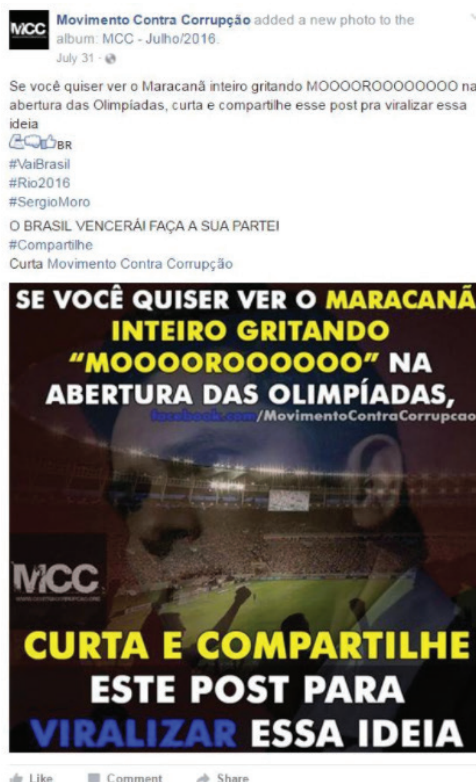 MCC
Movimento Contra Corrupção added a new photo to the
album: MCC - Julho/2016.
July 31
Se você quiser ver o Maracanã inteiro gritando MOOOOROOOOOOOO na
abertura das Olimpíadas, curta e compartilhe esse post pra viralizar essa
ideia
BR
#VaiBrasil
#Rio2016
#SergioMoro
O BRASIL VENCERÁ! FAÇA A SUA PARTE!
#Compartilhe
Curta Movimento Contra Corrupção
SE VOCÊ QUISER VER O MARACANÃ
INTEIRO GRITANDO
“MOOOOROOOOOO” NA
ABERTURA DAS OLIMPÍADAS,
facebook.com/MovimentoContraCorrupcao
MCC
CURTA E COMPARTILHE
ESTE POST PARA
VIRALIZAR ESSA IDEIA
Like Comment Share